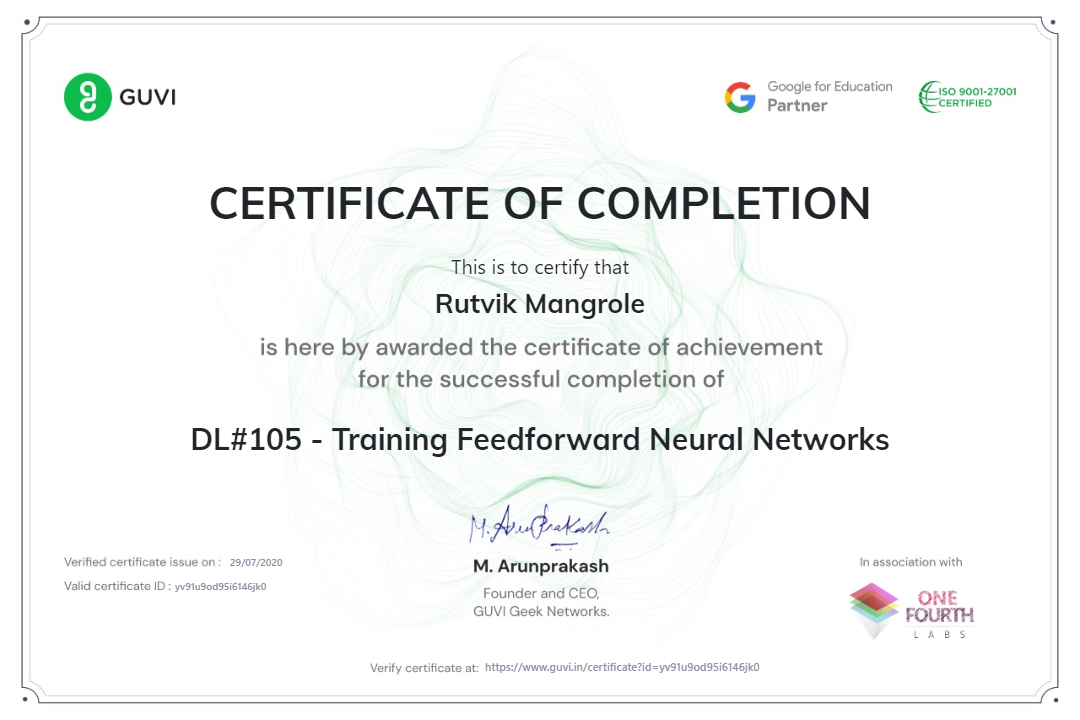 GUVI
Google for Education
Partner
ISO 9001-27001
CERTIFIED
CERTIFICATE OF COMPLETION
This is to certify that
Rutvik Mangrole
is here by awarded the certificate of achievement
for the successful completion of
DL#105 - Training Feedforward Neural Networks
M. ArunPrakash
Verified certificate issue on : 29/07/2020
Valid certificate ID : yv91u9od95i6146jk0
M. Arunprakash
Founder and CEO,
GUVI Geek Networks.
In association with
ONE
FOURTH
LABS
Verify certificate at: https://www.guvi.in/certificate?id=yv91u9od95i6146jk0